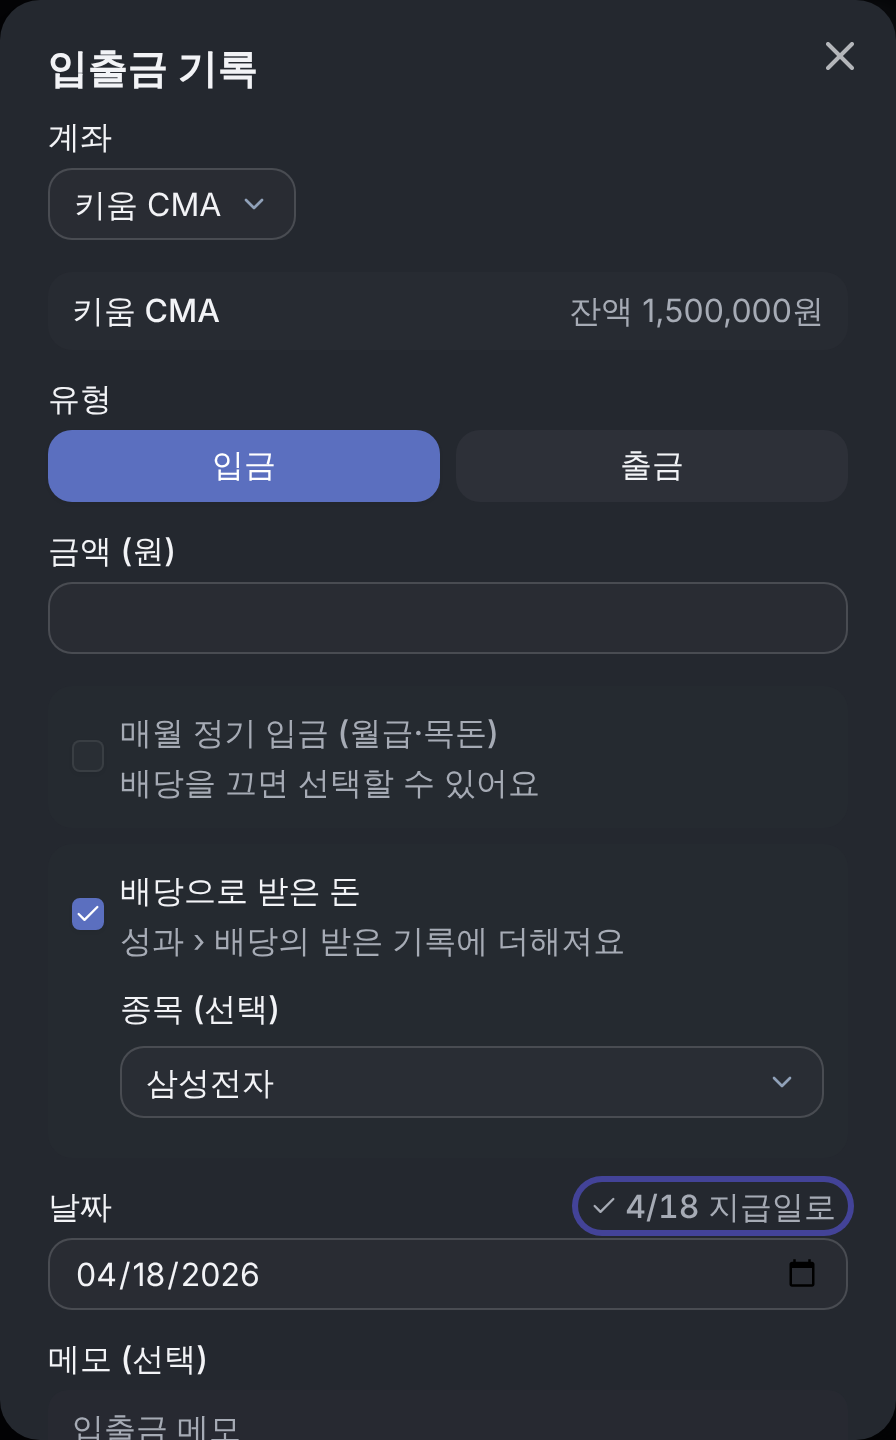 입출금 기록
계좌
키움 CMA
키움 CMA 잔액 1,500,000원
유형
입금 출금
금액 (원)
매월 정기 입금 (월급·목돈)
배당을 끄면 선택할 수 있어요
배당으로 받은 돈
성과 › 배당의 받은 기록에 더해져요
종목 (선택)
삼성전자
날짜 ✓ 4/18 지급일로
04/18/2026
메모 (선택)
입출금 메모